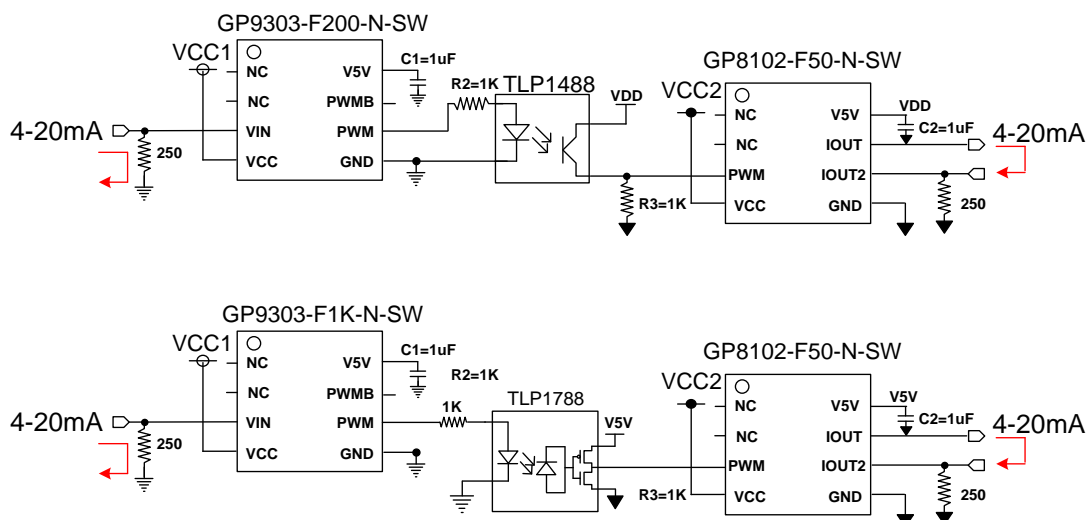 GP9303-F200-N-SW
VCC1
NC
NC
VIN
VCC
V5V
PWMB
PWM
GND
C1=1uF
R2=1K
TLP1488
VDD
4-20mA
250
R3=1K
GP8102-F50-N-SW
VCC2
NC
NC
PWM
VCC
V5V
IOUT
IOUT2
GND
VDD
C2=1uF
4-20mA
250
GP9303-F1K-N-SW
VCC1
NC
NC
VIN
VCC
V5V
PWMB
PWM
GND
C1=1uF
R2=1K
1K
TLP1788
V5V
4-20mA
250
R3=1K
GP8102-F50-N-SW
VCC2
NC
NC
PWM
VCC
V5V
IOUT
IOUT2
GND
V5V
C2=1uF
4-20mA
250